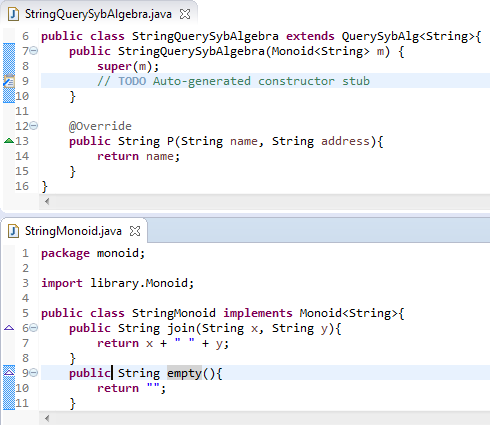 StringQuerySybAlgebra.java
6 public class StringQuerySybAlgebra extends QuerySybAlg<String>{
7 public StringQuerySybAlgebra(Monoid<String> m) {
8 super(m);
9 // TODO Auto-generated constructor stub
10 }
11
12 @Override
13 public String P(String name, String address){
14 return name;
15 }
16 }
StringMonoid.java
1 package monoid;
2
3 import library.Monoid;
4
5 public class StringMonoid implements Monoid<String>{
6 public String join(String x, String y){
7 return x + " " + y;
8 }
9 public String empty(){
10 return "";
11 }